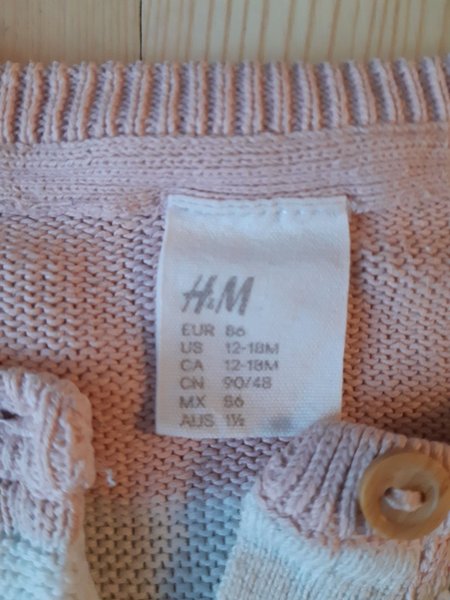 H&M
EUR 86
US 12-18M
CA 12-18M
CN 90/48
MX 86
AUS 1½